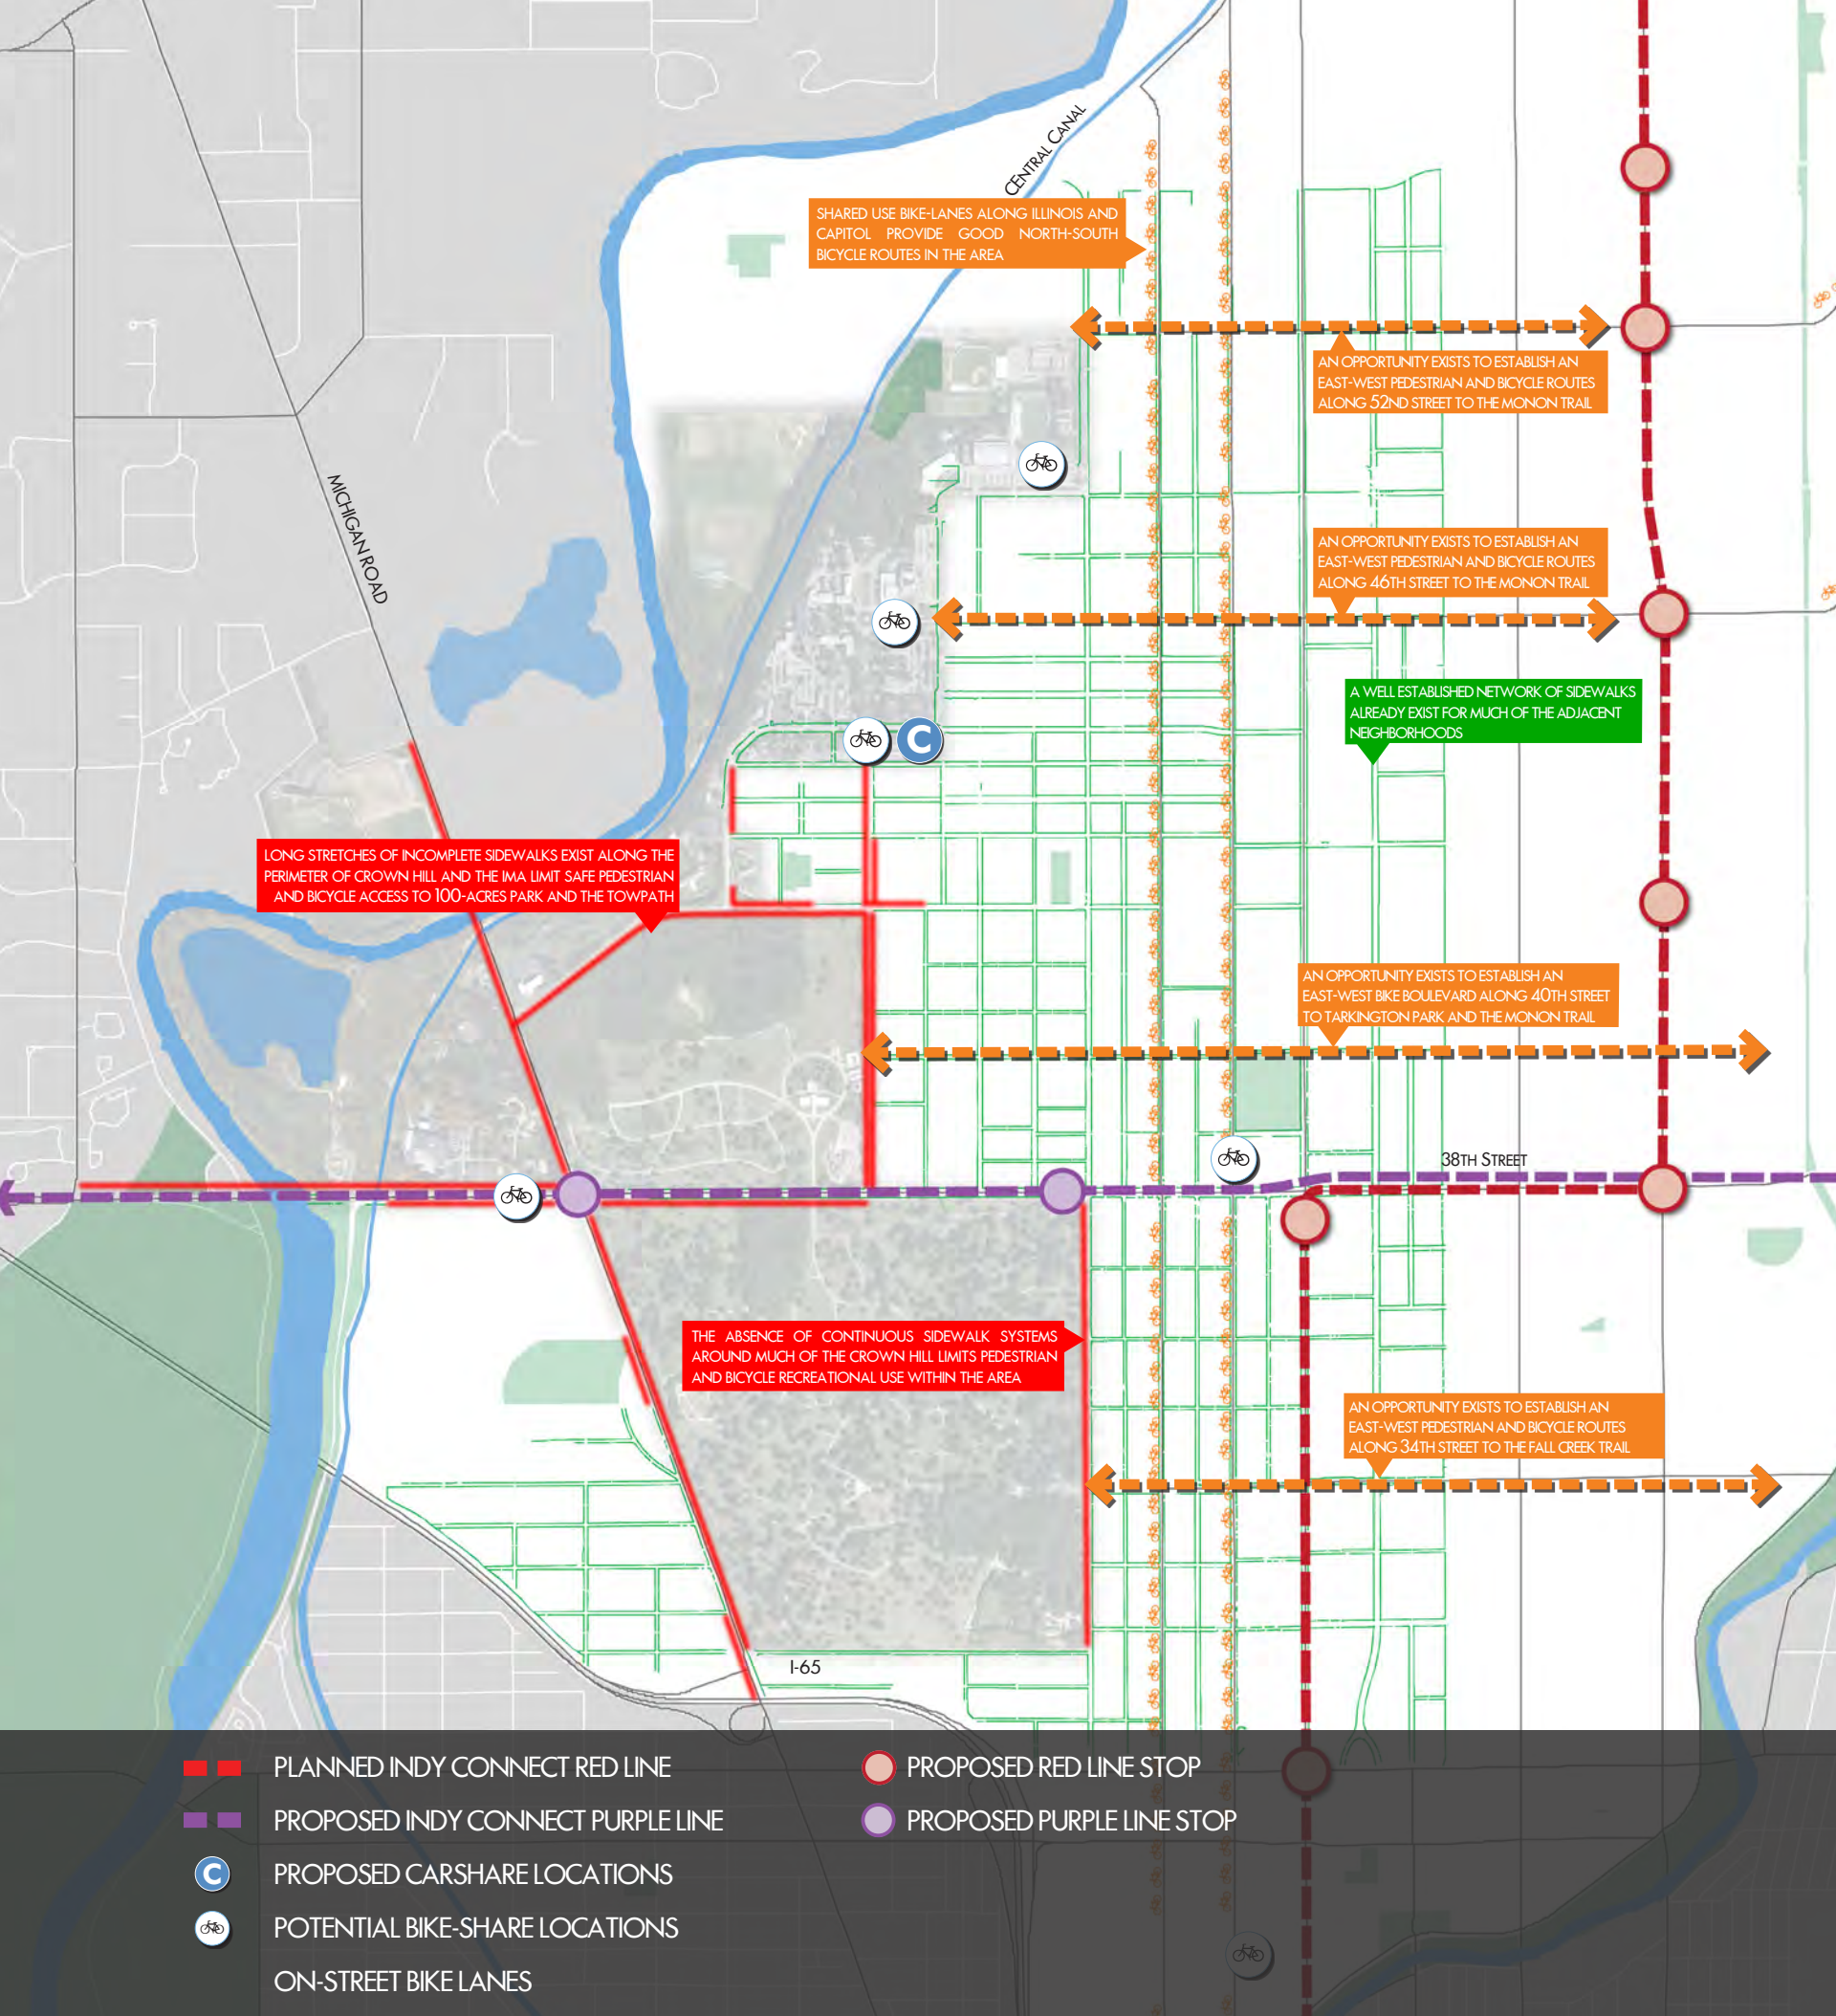 CENTRAL CANAL
SHARED USE BIKE-LANES ALONG ILLINOIS AND
CAPITOL PROVIDE GOOD NORTH-SOUTH
BICYCLE ROUTES IN THE AREA
AN OPPORTUNITY EXISTS TO ESTABLISH AN
EAST-WEST PEDESTRIAN AND BICYCLE ROUTES
ALONG 52ND STREET TO THE MONON TRAIL
MICHIGAN ROAD
AN OPPORTUNITY EXISTS TO ESTABLISH AN
EAST-WEST PEDESTRIAN AND BICYCLE ROUTES
ALONG 46TH STREET TO THE MONON TRAIL
A WELL ESTABLISHED NETWORK OF SIDEWALKS
ALREADY EXIST FOR MUCH OF THE ADJACENT
NEIGHBORHOODS
C
LONG STRETCHES OF INCOMPLETE SIDEWALKS EXIST ALONG THE
PERIMETER OF CROWN HILL AND THE IMA LIMIT SAFE PEDESTRIAN
AND BICYCLE ACCESS TO 100-ACRES PARK AND THE TOWPATH
AN OPPORTUNITY EXISTS TO ESTABLISH AN
EAST-WEST BIKE BOULEVARD ALONG 40TH STREET
TO TARKINGTON PARK AND THE MONON TRAIL
38TH STREET
THE ABSENCE OF CONTINUOUS SIDEWALK SYSTEMS
AROUND MUCH OF THE CROWN HILL LIMITS PEDESTRIAN
AND BICYCLE RECREATIONAL USE WITHIN THE AREA
AN OPPORTUNITY EXISTS TO ESTABLISH AN
EAST-WEST PEDESTRIAN AND BICYCLE ROUTES
ALONG 34TH STREET TO THE FALL CREEK TRAIL
I-65
PLANNED INDY CONNECT RED LINE
PROPOSED RED LINE STOP
PROPOSED INDY CONNECT PURPLE LINE
PROPOSED PURPLE LINE STOP
C PROPOSED CARSHARE LOCATIONS
POTENTIAL BIKE-SHARE LOCATIONS
ON-STREET BIKE LANES